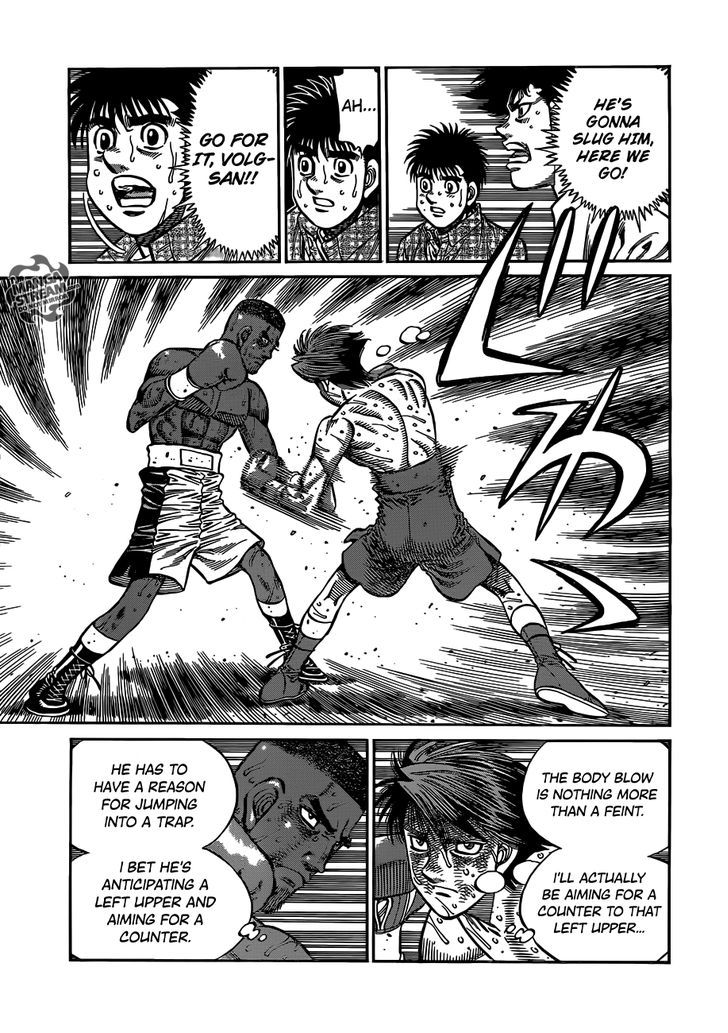 HE'S
GONNA
SLUG HIM,
HERE WE
GO!
AH...
GO FOR
IT, VOLG-
SAN!!
MANGA
STREAM
THE BODY BLOW
IS NOTHING MORE
THAN A FEINT.
I'LL ACTUALLY
BE AIMING FOR A
COUNTER TO THAT
LEFT UPPER...
HE HAS TO
HAVE A REASON
FOR JUMPING
INTO A TRAP.
I BET HE'S
ANTICIPATING A
LEFT UPPER AND
AIMING FOR A
COUNTER.